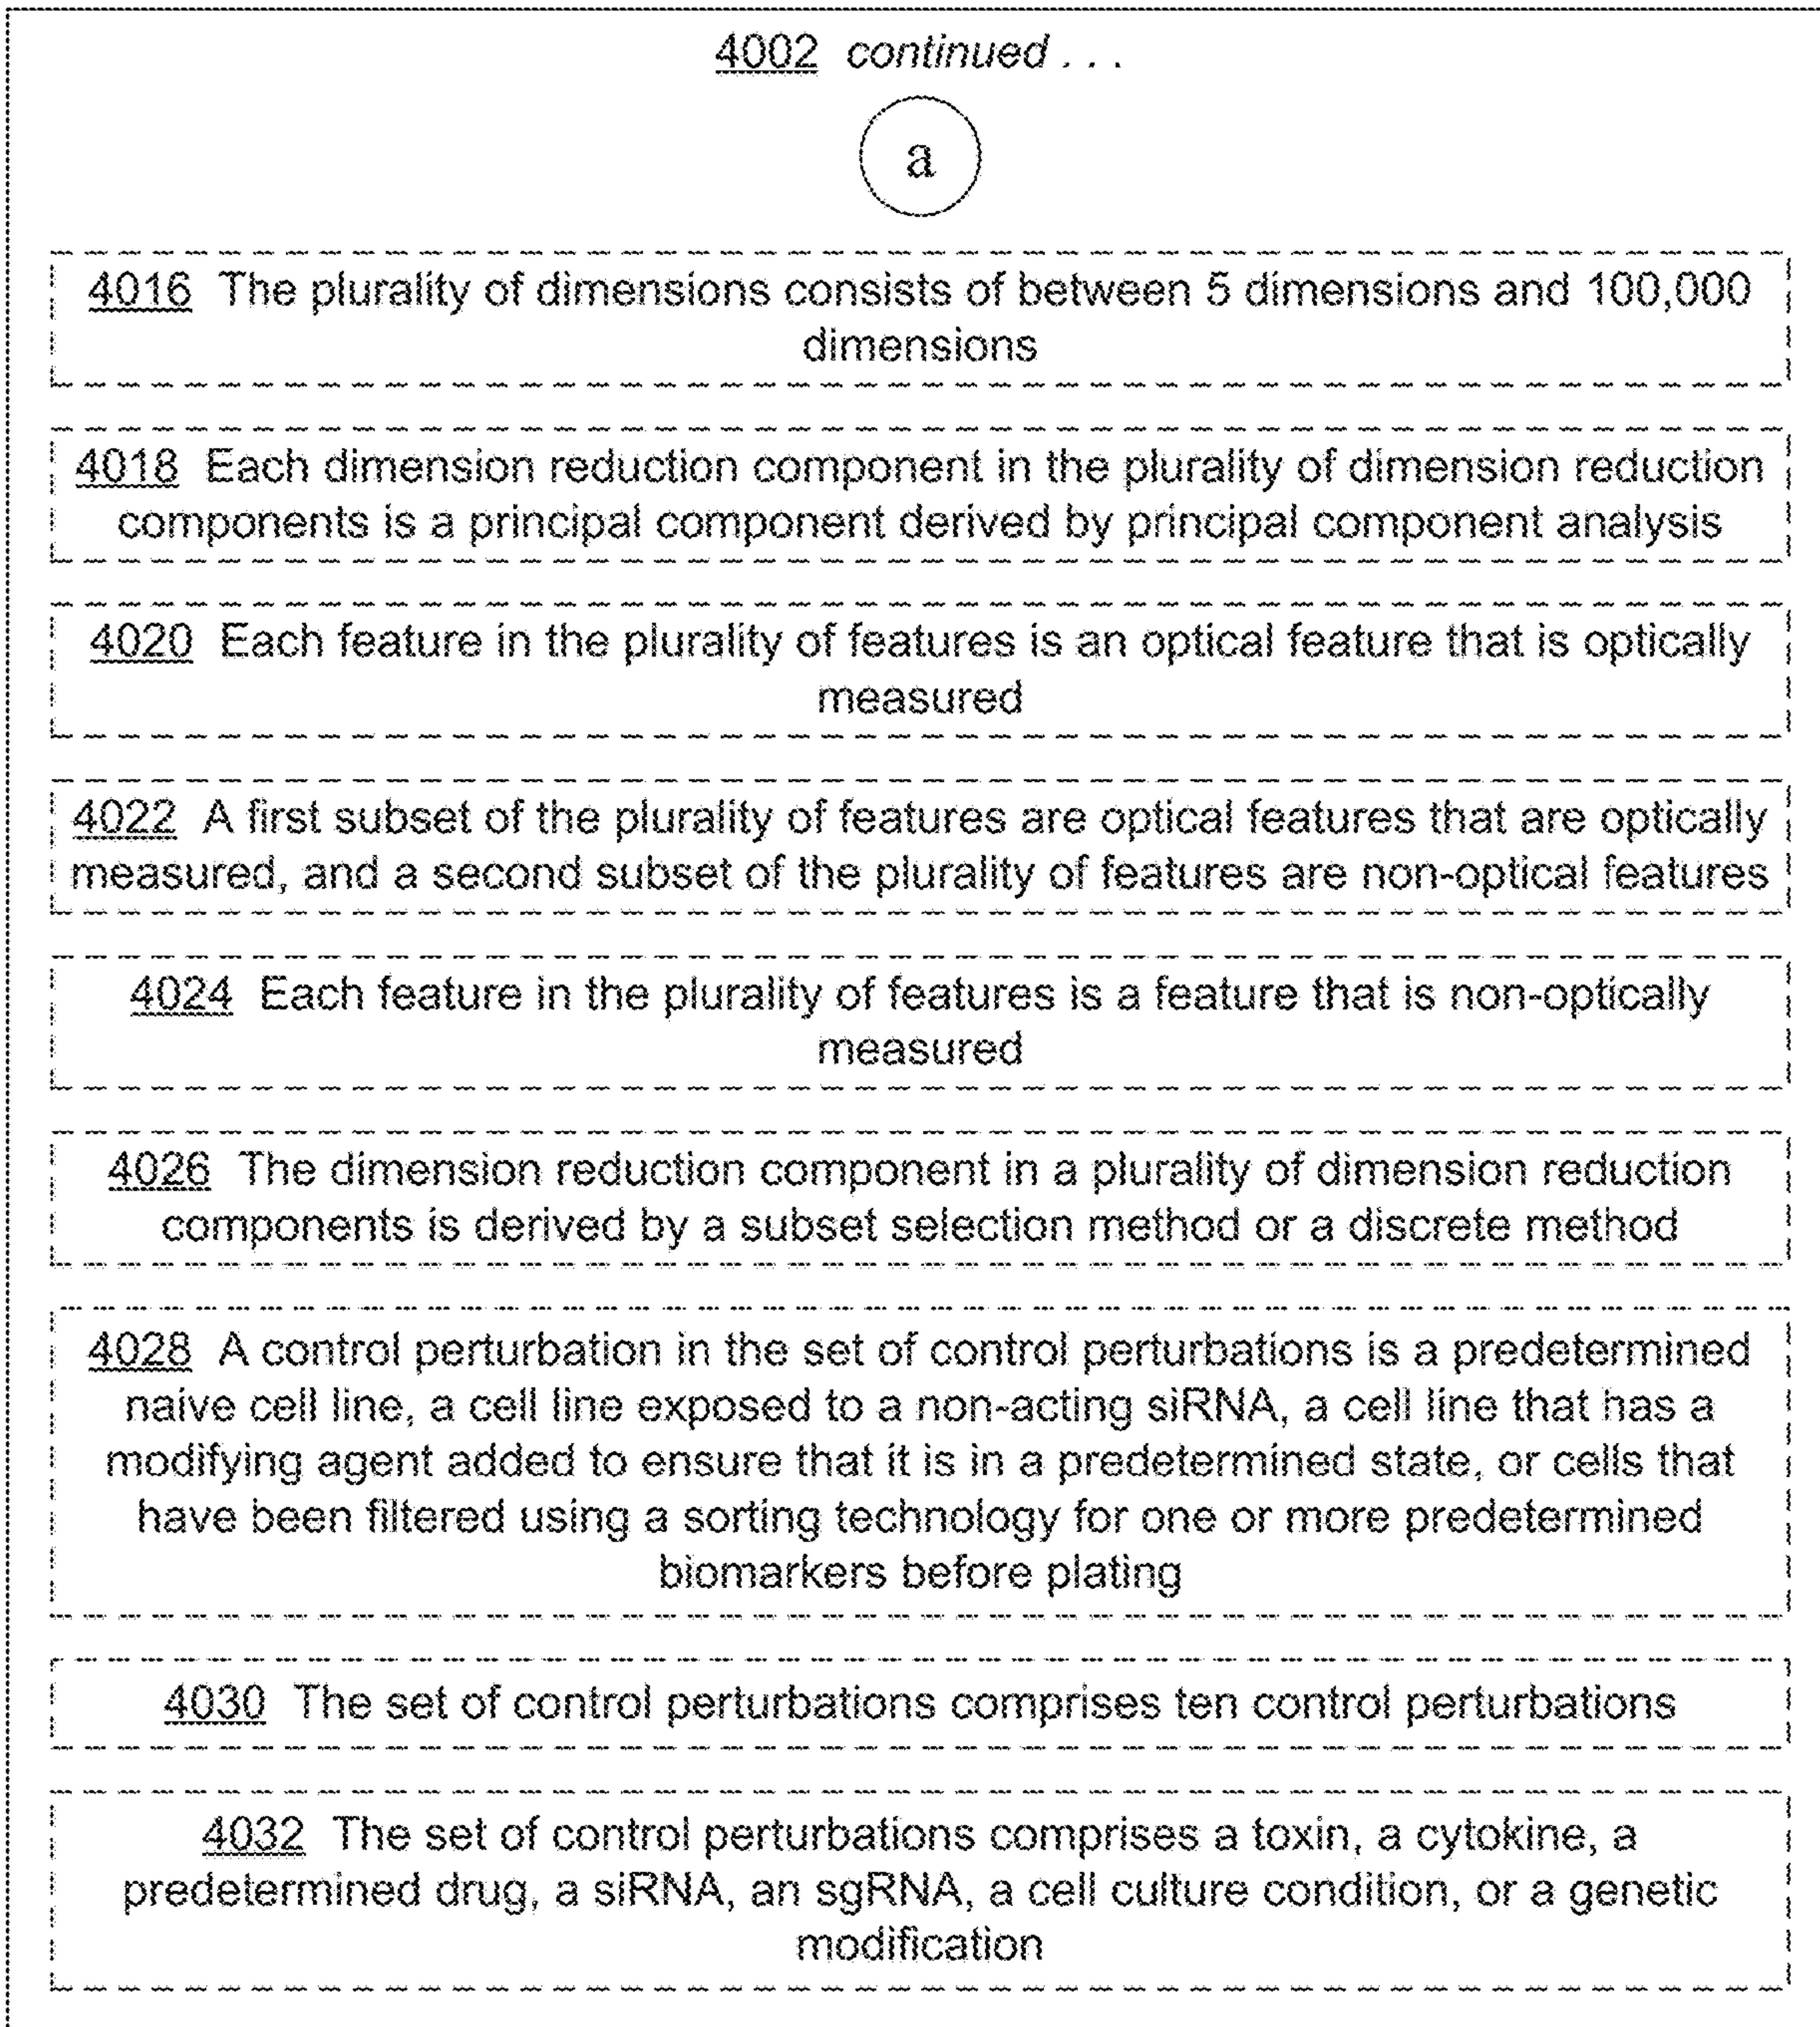 4002 continued . . .
a
4016 The plurality of dimensions consists of between 5 dimensions and 100,000
dimensions
4018 Each dimension reduction component in the plurality of dimension reduction
components is a principal component derived by principal component analysis
4020 Each feature in the plurality of features is an optical feature that is optically
measured
4022 A first subset of the plurality of features are optical features that are optically
measured, and a second subset of the plurality of features are non-optical features
4024 Each feature in the plurality of features is a feature that is non-optically
measured
4026 The dimension reduction component in a plurality of dimension reduction
components is derived by a subset selection method or a discrete method
4028 A control perturbation in the set of control perturbations is a predetermined
naive cell line, a cell line exposed to a non-acting siRNA, a cell line that has a
modifying agent added to ensure that it is in a predetermined state, or cells that
have been filtered using a sorting technology for one or more predetermined
biomarkers before plating
4030 The set of control perturbations comprises ten control perturbations
4032 The set of control perturbations comprises a toxin, a cytokine, a
predetermined drug, a siRNA, an sgRNA, a cell culture condition, or a genetic
modification